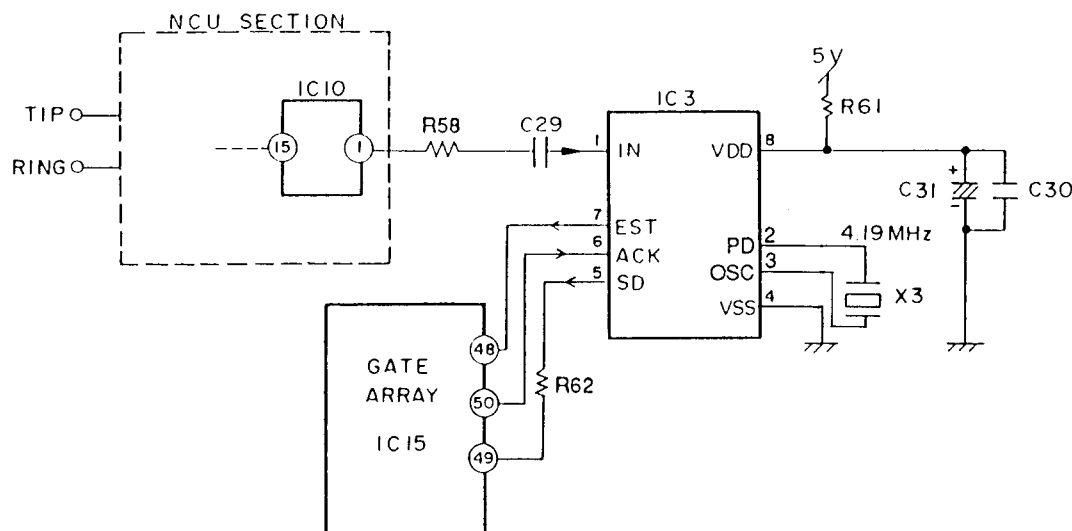 NCU SECTION
TIP
RING
IC10
15
1
R58
C29
IC3
1
IN
VDD
8
5V
R61
C31
+
-
C30
7
EST
6
ACK
5
SD
PD
2
OSC
3
VSS
4
4.19MHz
X3
GATE
ARRAY
IC15
48
50
49
R62